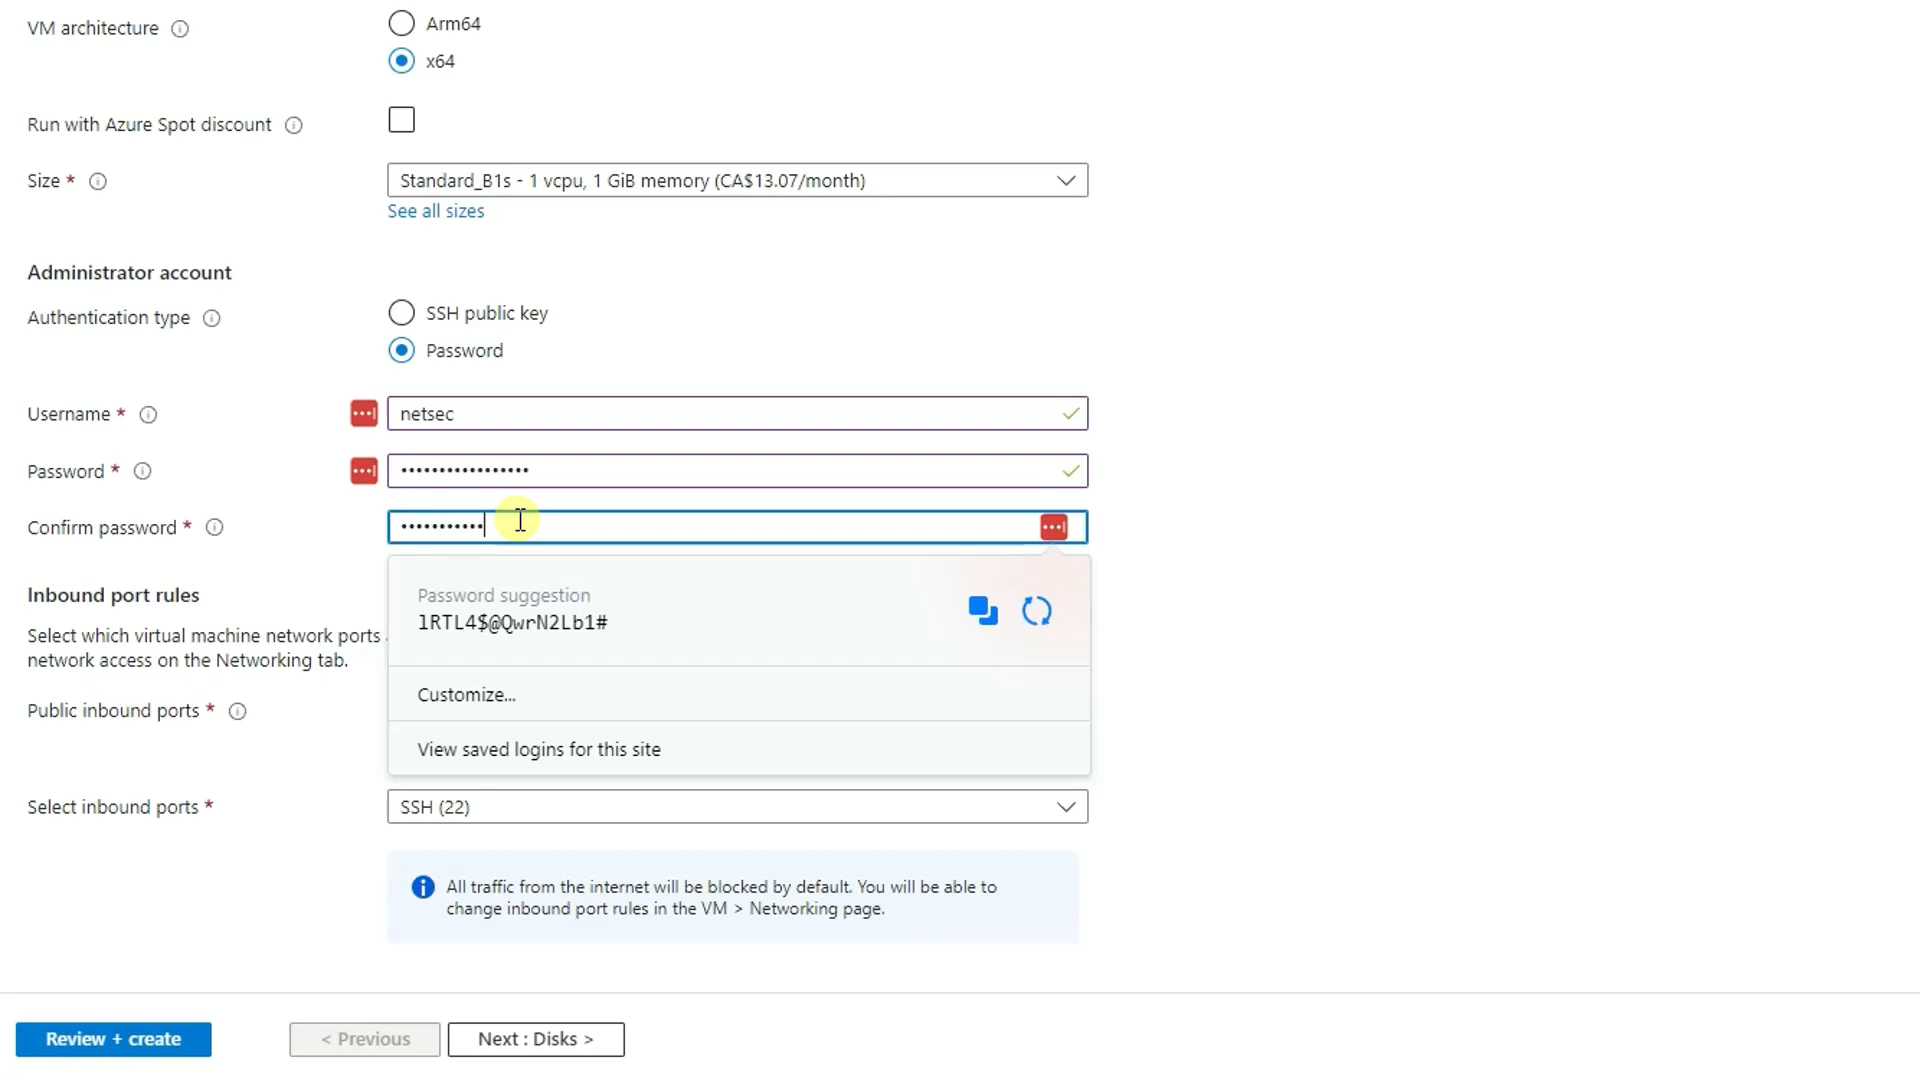 VM architecture
Arm64
x64
Run with Azure Spot discount
Size *
Standard_B1s - 1 vcpu, 1 GiB memory (CA$13.07/month)
See all sizes
Administrator account
Authentication type
SSH public key
Password
Username *
netsec
Password *
•••••••••••••••••
Confirm password *
•••••••••••
Password suggestion
lRTL4$@QwrN2Lb1#
Customize...
View saved logins for this site
Inbound port rules
Select which virtual machine network ports
network access on the Networking tab.
Public inbound ports *
Select inbound ports *
SSH (22)
All traffic from the internet will be blocked by default. You will be able to
change inbound port rules in the VM > Networking page.
Review + create
< Previous
Next : Disks >